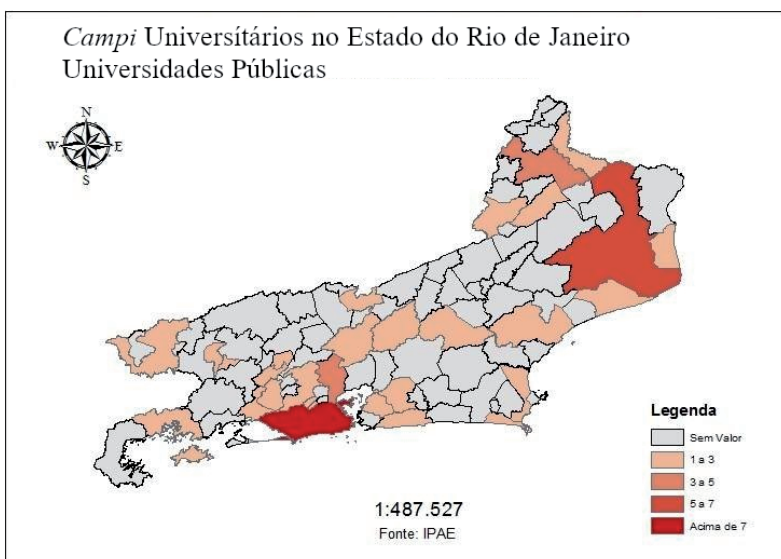 Campi Universítários no Estado do Rio de Janeiro
Universidades Públicas
N
W E
S
Legenda
Sem Valor
1 a 3
3 a 5
5 a 7
Acima de 7
1:487.527
Fonte: IPAE